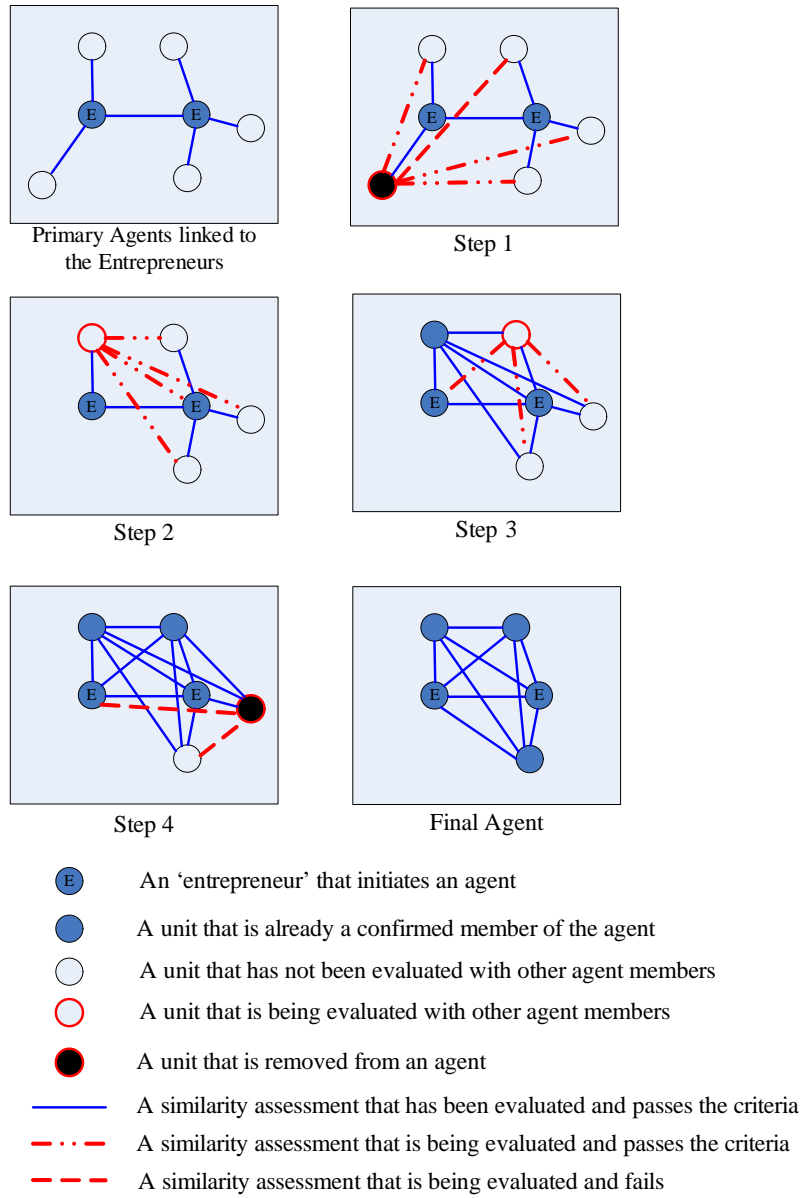 E
E
Primary Agents linked to
the Entrepreneurs
E
E
Step 1
E
E
Step 2
E
E
Step 3
E
E
Step 4
E
E
Final Agent
E
An ‘entrepreneur’ that initiates an agent
A unit that is already a confirmed member of the agent
A unit that has not been evaluated with other agent members
A unit that is being evaluated with other agent members
A unit that is removed from an agent
A similarity assessment that has been evaluated and passes the criteria
A similarity assessment that is being evaluated and passes the criteria
A similarity assessment that is being evaluated and fails